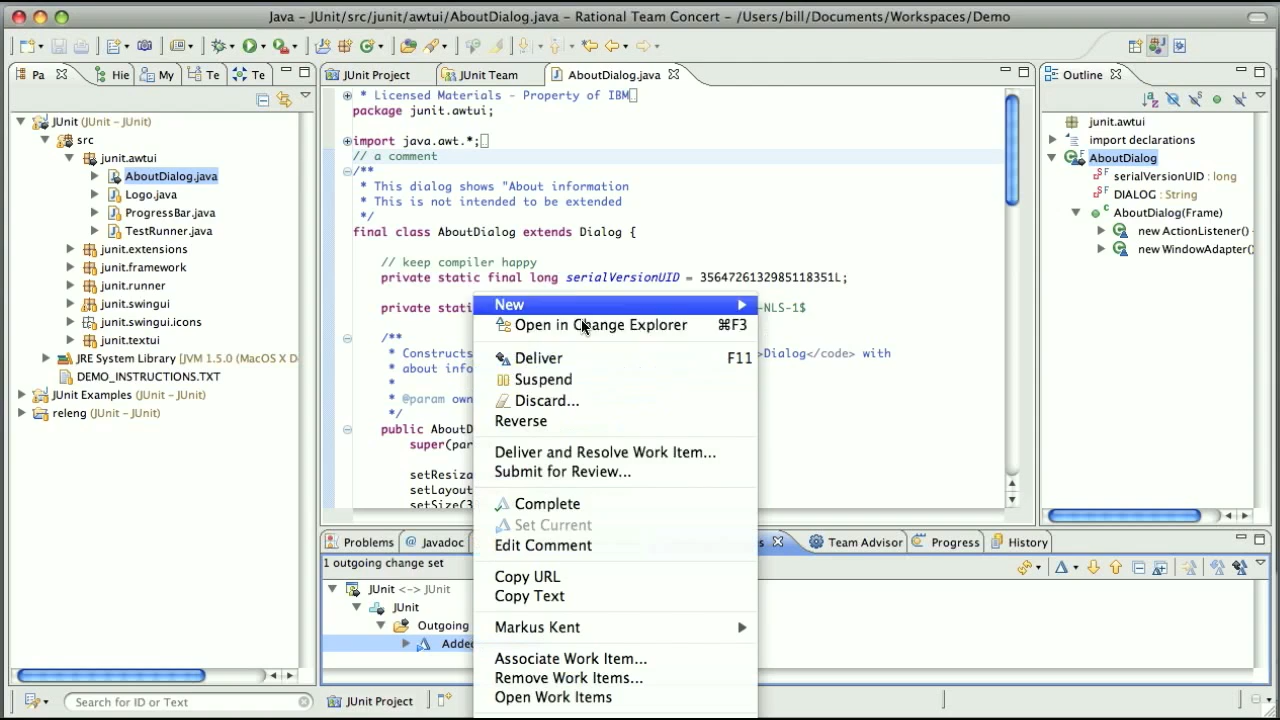 Java – JUnit/src/junit/awtui/AboutDialog.java – Rational Team Concert – /Users/bill/Documents/Workspaces/Demo
Pa
Hie
My
Te
Te
JUnit (JUnit – JUnit)
src
junit.awtui
AboutDialog.java
Logo.java
ProgressBar.java
TestRunner.java
junit.extensions
junit.framework
junit.runner
junit.swingui
junit.swingui.icons
junit.textui
JRE System Library [JVM 1.5.0 (MacOS X D
DEMO_INSTRUCTIONS.TXT
JUnit Examples (JUnit – JUnit)
releng (JUnit – JUnit)
JUnit Project
JUnit Team
AboutDialog.java
* Licensed Materials - Property of IBM
package junit.awtui;
import java.awt.*;
// a comment
/**
* This dialog shows "About information
* This is not intended to be extended
*/
final class AboutDialog extends Dialog {
// keep compiler happy
private static final long serialVersionUID = 3564726132985118351L;
private stati
-NLS-1$
/**
* Constructs
>Dialog</code> with
* about info
*
* @param own
*/
public AboutD
super(par
setResiza
setLayout
setSize(3
New
Open in Change Explorer ⌘F3
Deliver F11
Suspend
Discard...
Reverse
Deliver and Resolve Work Item...
Submit for Review...
Complete
Set Current
Edit Comment
Copy URL
Copy Text
Markus Kent
Associate Work Item...
Remove Work Items...
Open Work Items
Outline
junit.awtui
import declarations
AboutDialog
serialVersionUID : long
DIALOG : String
AboutDialog(Frame)
new ActionListener()
new WindowAdapter()
Problems
@ Javadoc
s
Team Advisor
Progress
History
1 outgoing change set
JUnit <-> JUnit
JUnit
Outgoing
Added
Search for ID or Text
JUnit Project